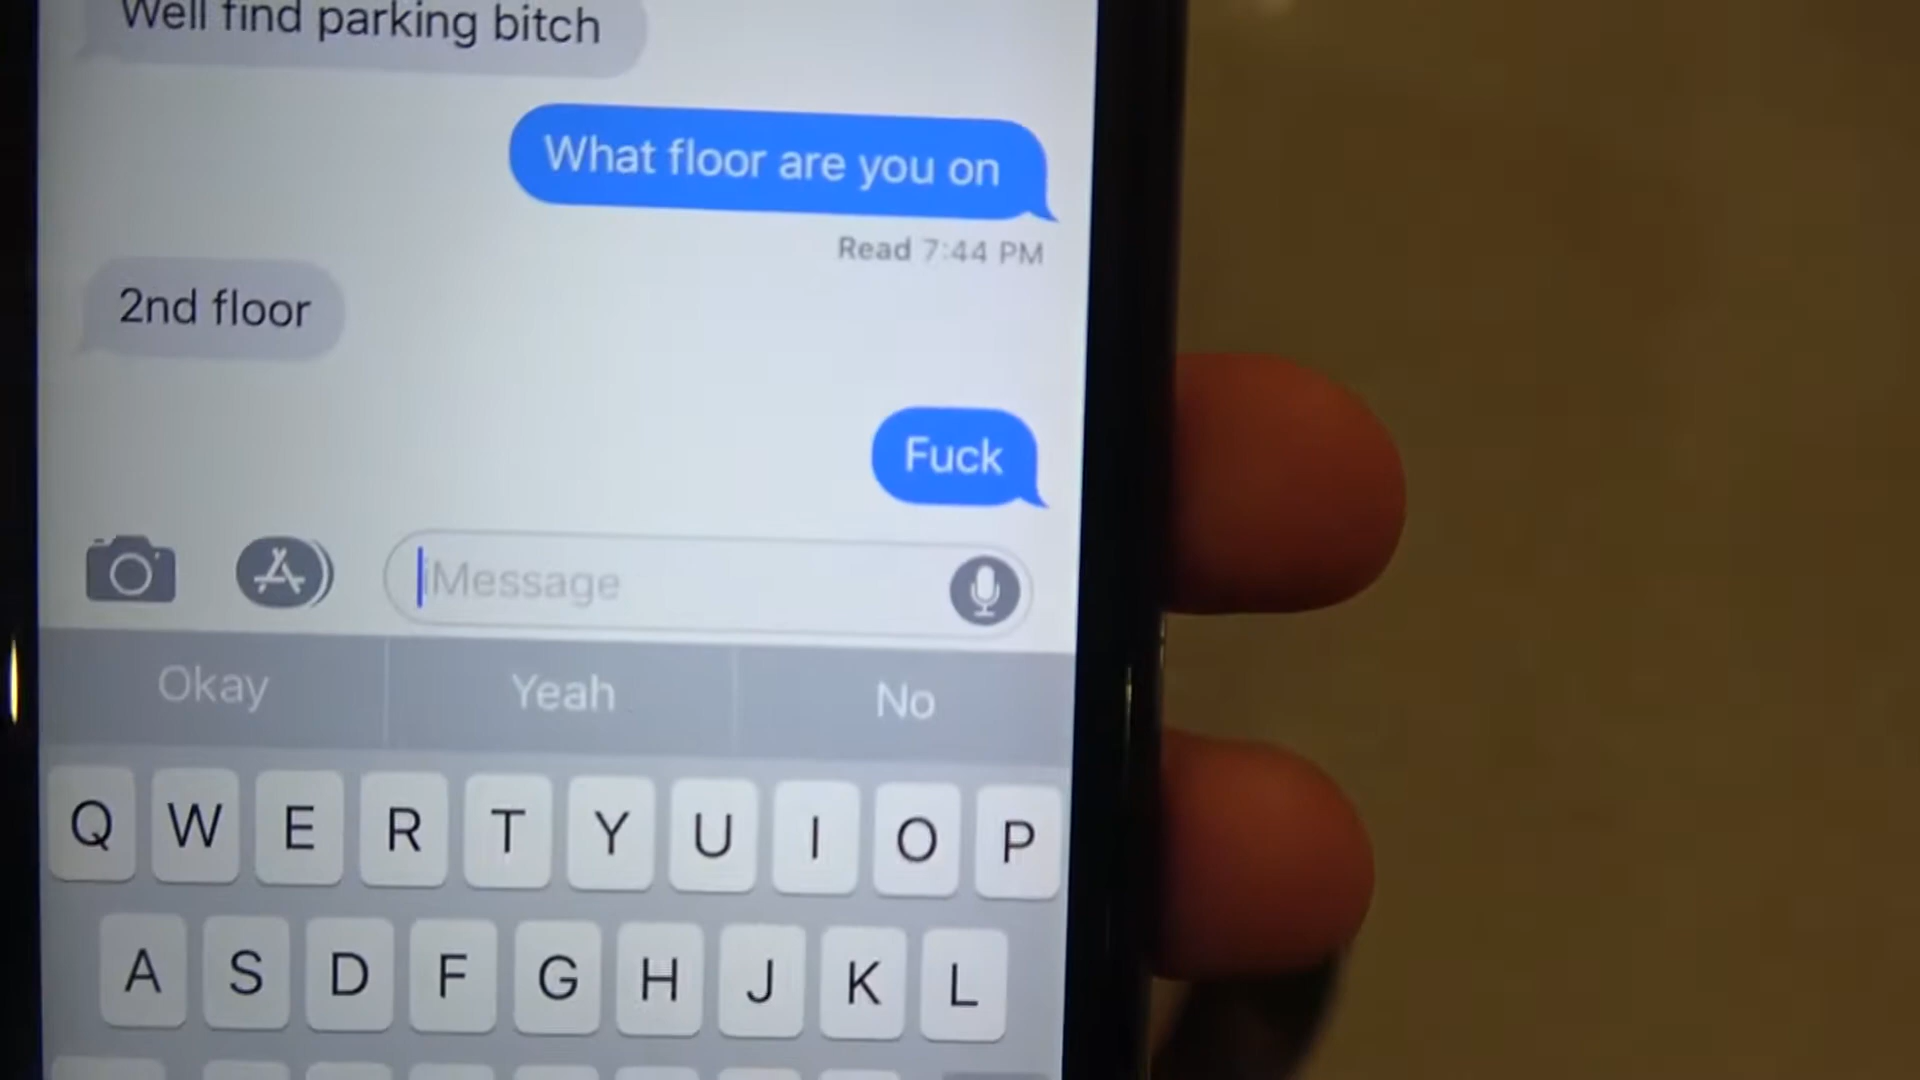 Well find parking bitch
What floor are you on
Read 7:44 PM
2nd floor
Fuck
iMessage
Okay Yeah No
Q W E R T Y U I O P
A S D F G H J K L